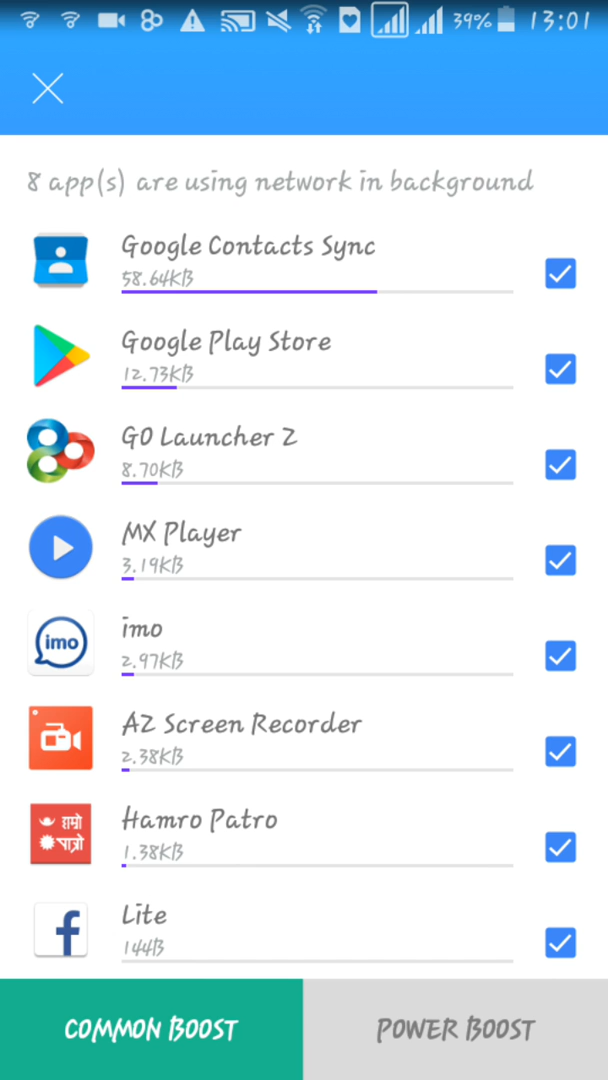 39% 13:01
8 app(s) are using network in background
Google Contacts Sync
58.64KB
Google Play Store
12.73KB
GO Launcher Z
8.70KB
MX Player
3.19KB
imo
imo
2.97KB
AZ Screen Recorder
2.38KB
हाम्रो
पात्रो
Hamro Patro
1.38KB
Lite
144B
COMMON BOOST
POWER BOOST